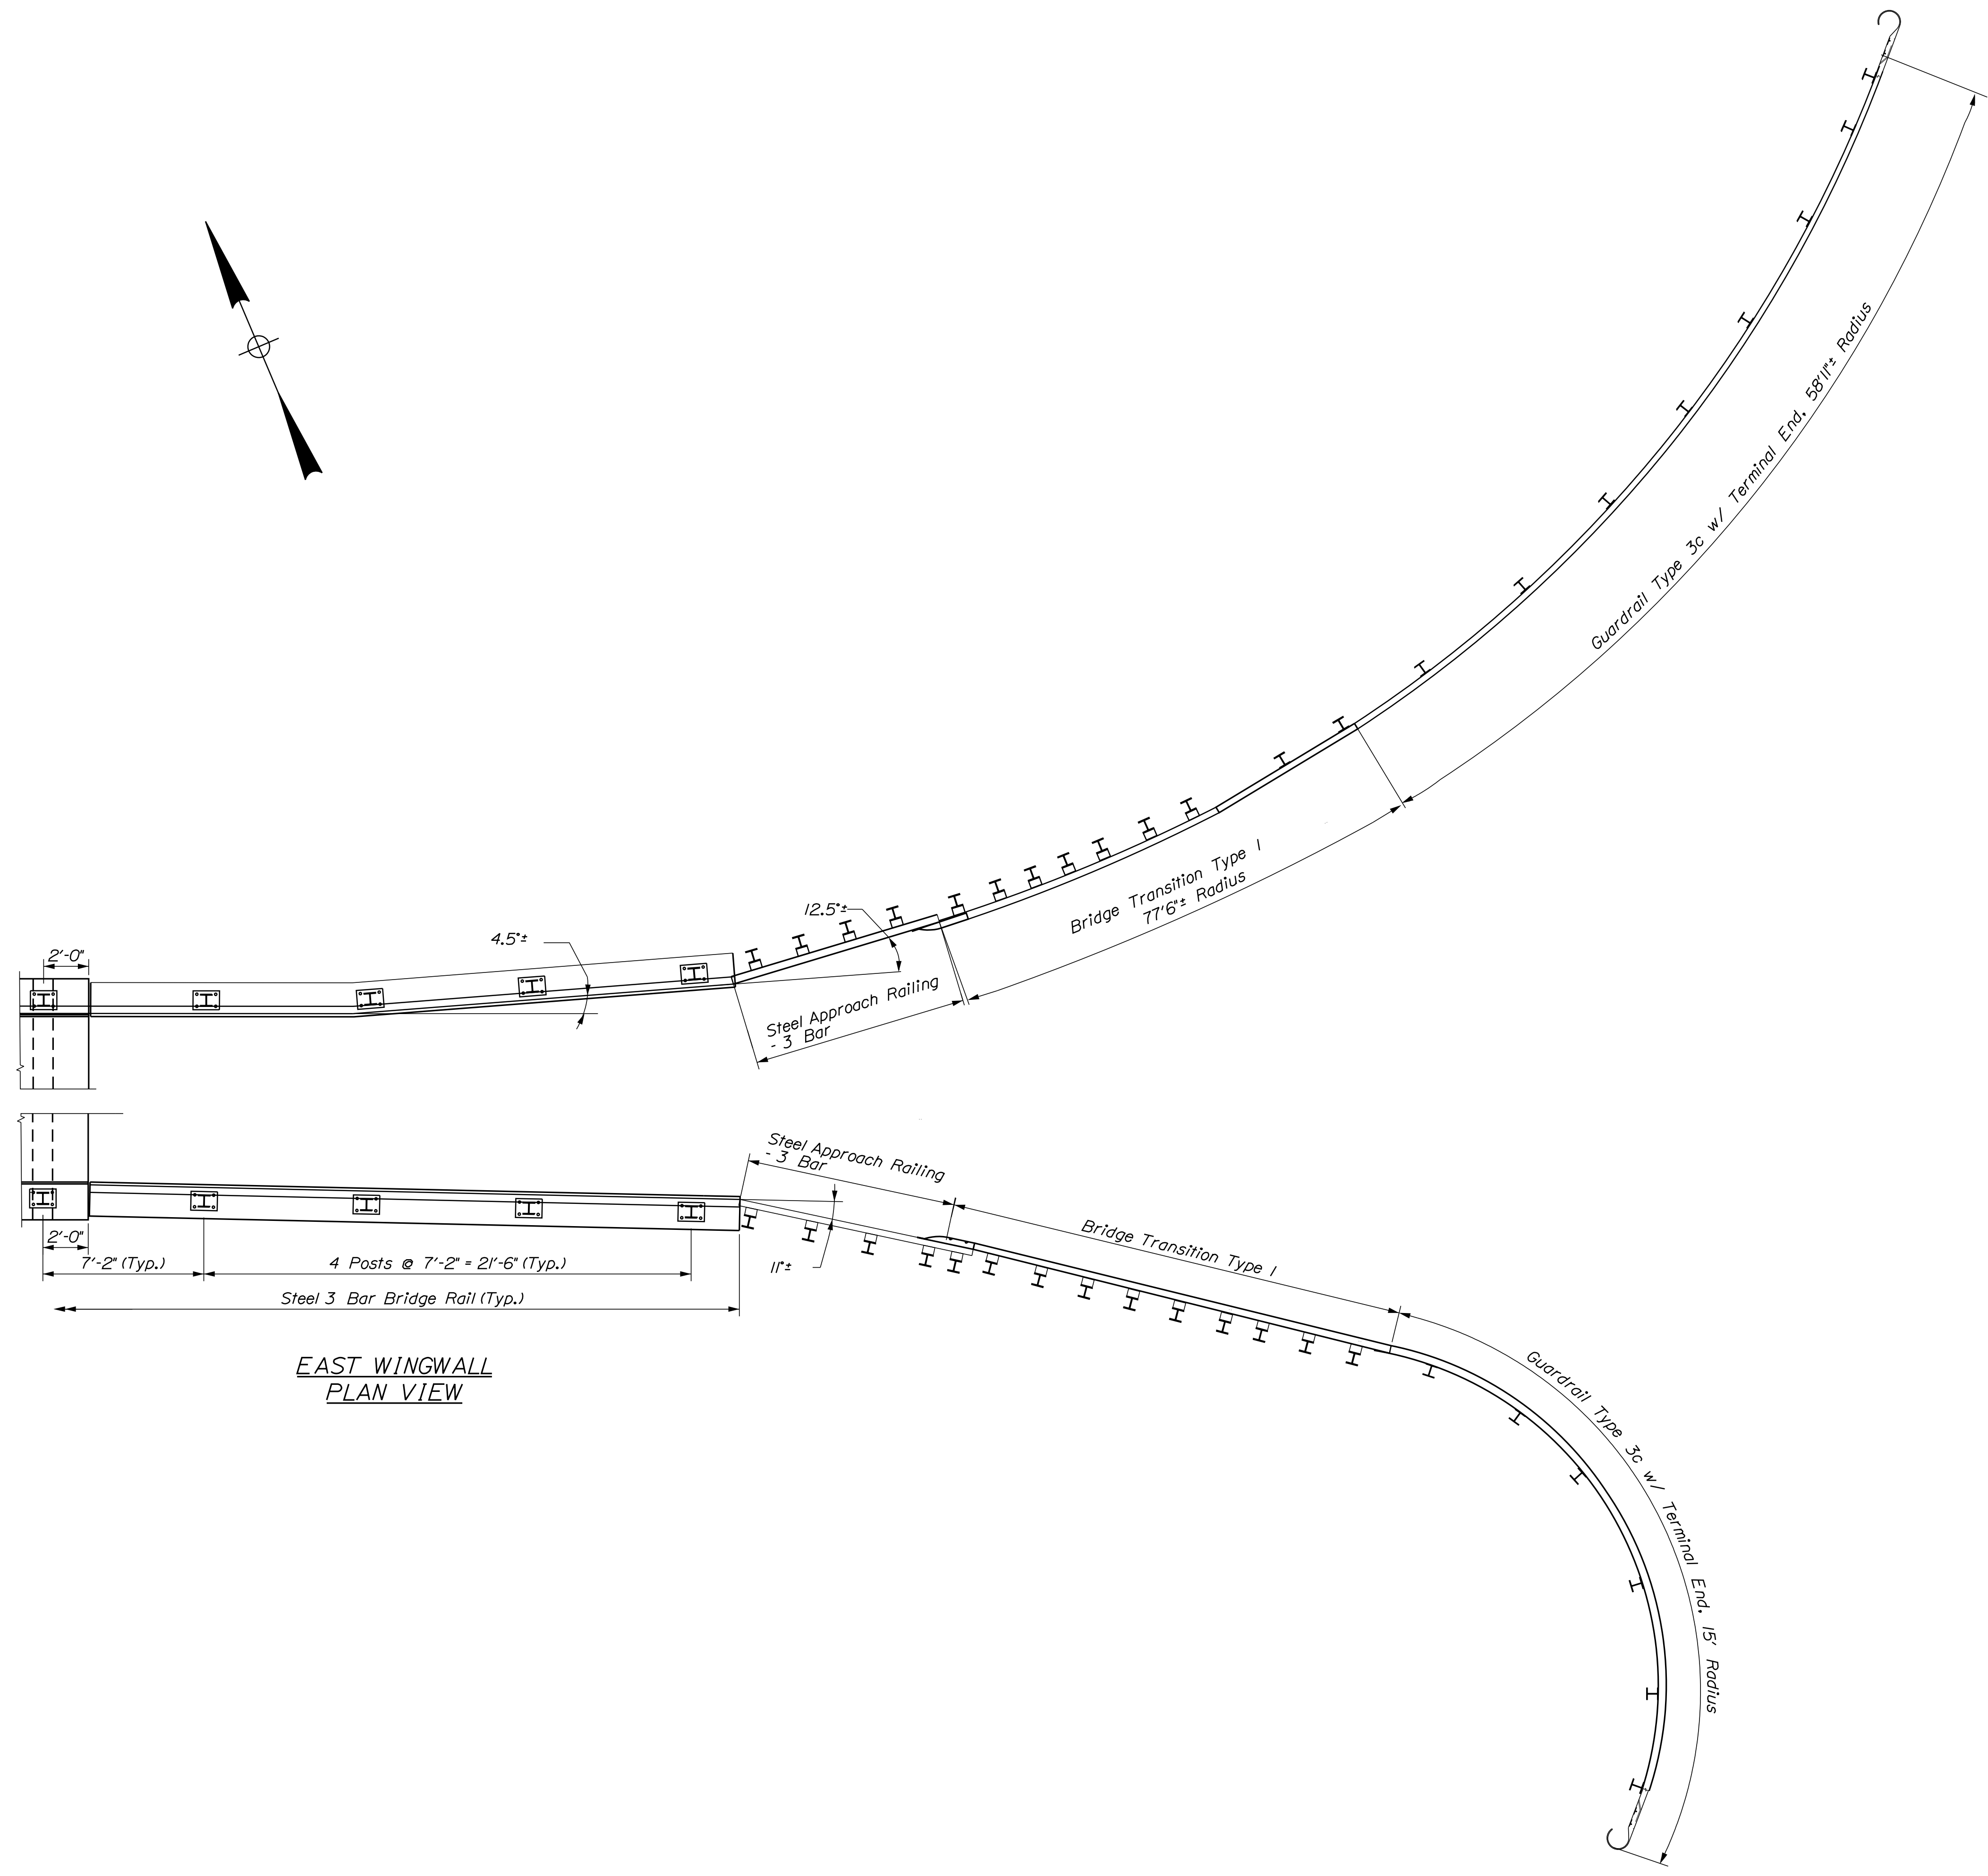 Guardrail Type 3c w/ Terminal End, 58'11"± Radius
Bridge Transition Type 1
77'6"± Radius
12.5°±
4.5°±
2'-0"
Steel Approach Railing
- 3 Bar
Steel Approach Railing
- 3 Bar
Bridge Transition Type 1
11°±
2'-0"
7'-2" (Typ.)
4 Posts @ 7'-2" = 21'-6" (Typ.)
Steel 3 Bar Bridge Rail (Typ.)
Guardrail Type 3c w/ Terminal End, 15' Radius
EAST WINGWALL
PLAN VIEW